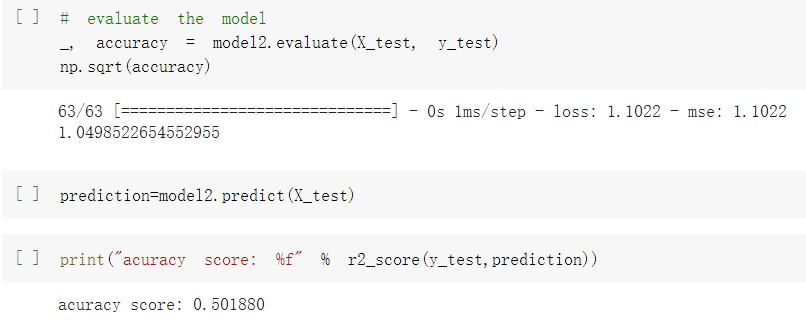 [ ] # evaluate the model
_, accuracy = model2.evaluate(X_test, y_test)
np.sqrt(accuracy)
63/63 [==============================] - 0s 1ms/step - loss: 1.1022 - mse: 1.1022
1.0498522654552955
[ ] prediction=model2.predict(X_test)
[ ] print("acuracy score: %f" % r2_score(y_test,prediction))
acuracy score: 0.501880